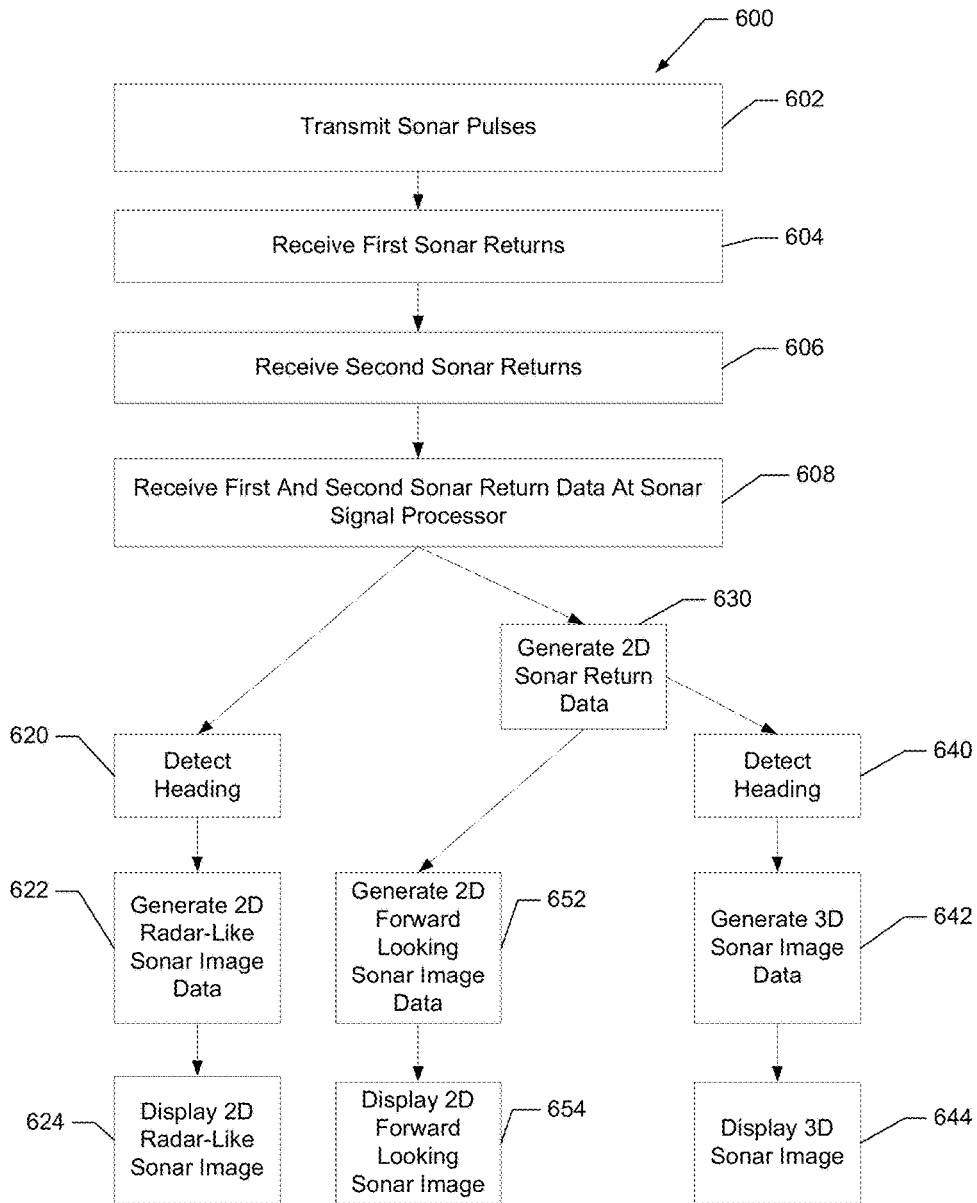 600
Transmit Sonar Pulses
602
Receive First Sonar Returns
604
Receive Second Sonar Returns
606
Receive First And Second Sonar Return Data At Sonar
Signal Processor
608
630
Generate 2D
Sonar Return
Data
620
Detect
Heading
640
Detect
Heading
622
Generate 2D
Radar-Like
Sonar Image
Data
652
Generate 2D
Forward
Looking
Sonar Image
Data
642
Generate 3D
Sonar Image
Data
624
Display 2D
Radar-Like
Sonar Image
654
Display 2D
Forward
Looking
Sonar Image
644
Display 3D
Sonar Image